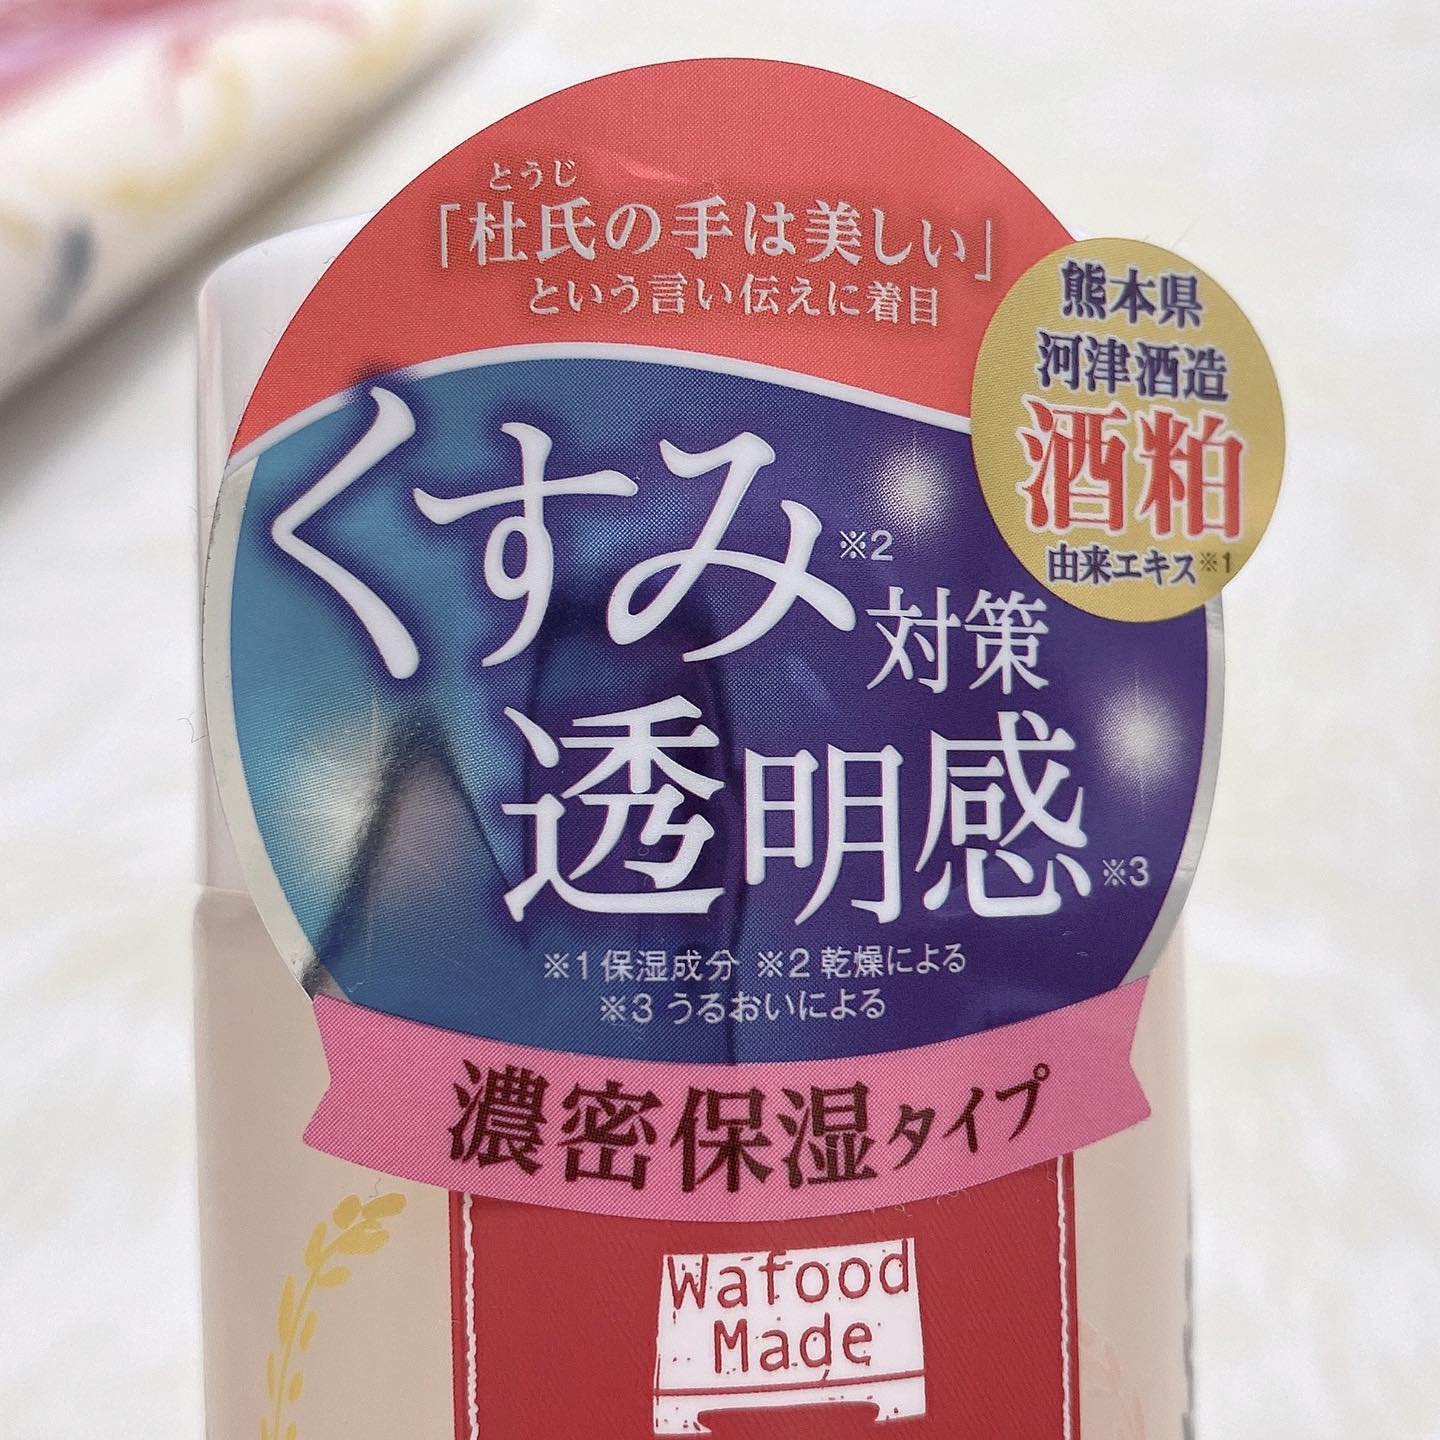 とうじ
「杜氏の手は美しい」
という言い伝えに着目
熊本県
河津酒造
酒粕
由来エキス※1
くすみ※2
対策
透明感※3
※1 保湿成分 ※2 乾燥による
※3 うるおいによる
濃密保湿タイプ
Wafood
Made